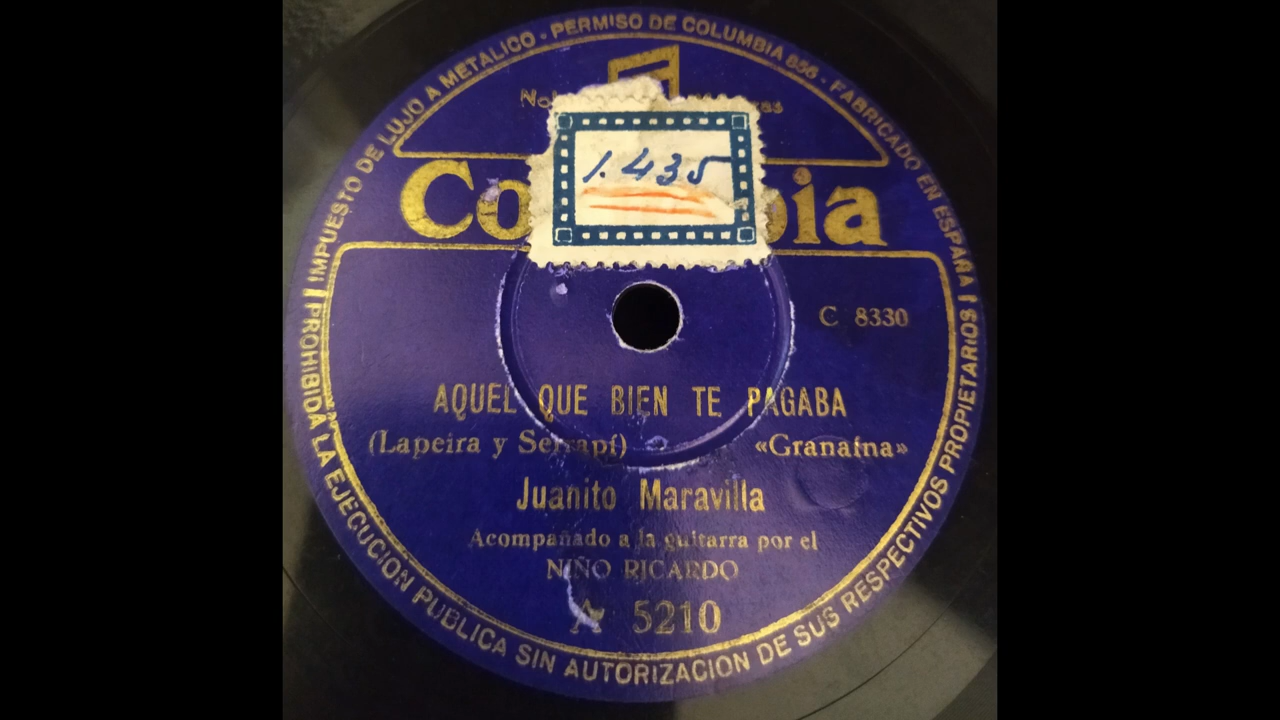 IMPUESTO DE LUJO A METALICO - PERMISO DE COLUMBIA 856 - FABRICADO EN ESPAÑA
PROHIBIDA LA EJECUCION PUBLICA SIN AUTORIZACION DE SUS RESPECTIVOS PROPIETARIOS
1.435
C 8330
AQUEL QUE BIEN TE PAGABA
(Lapeira y Serrapí) «Granaína»
Juanito Maravilla
Acompañado a la guitarra por el
NIÑO RICARDO
A 5210